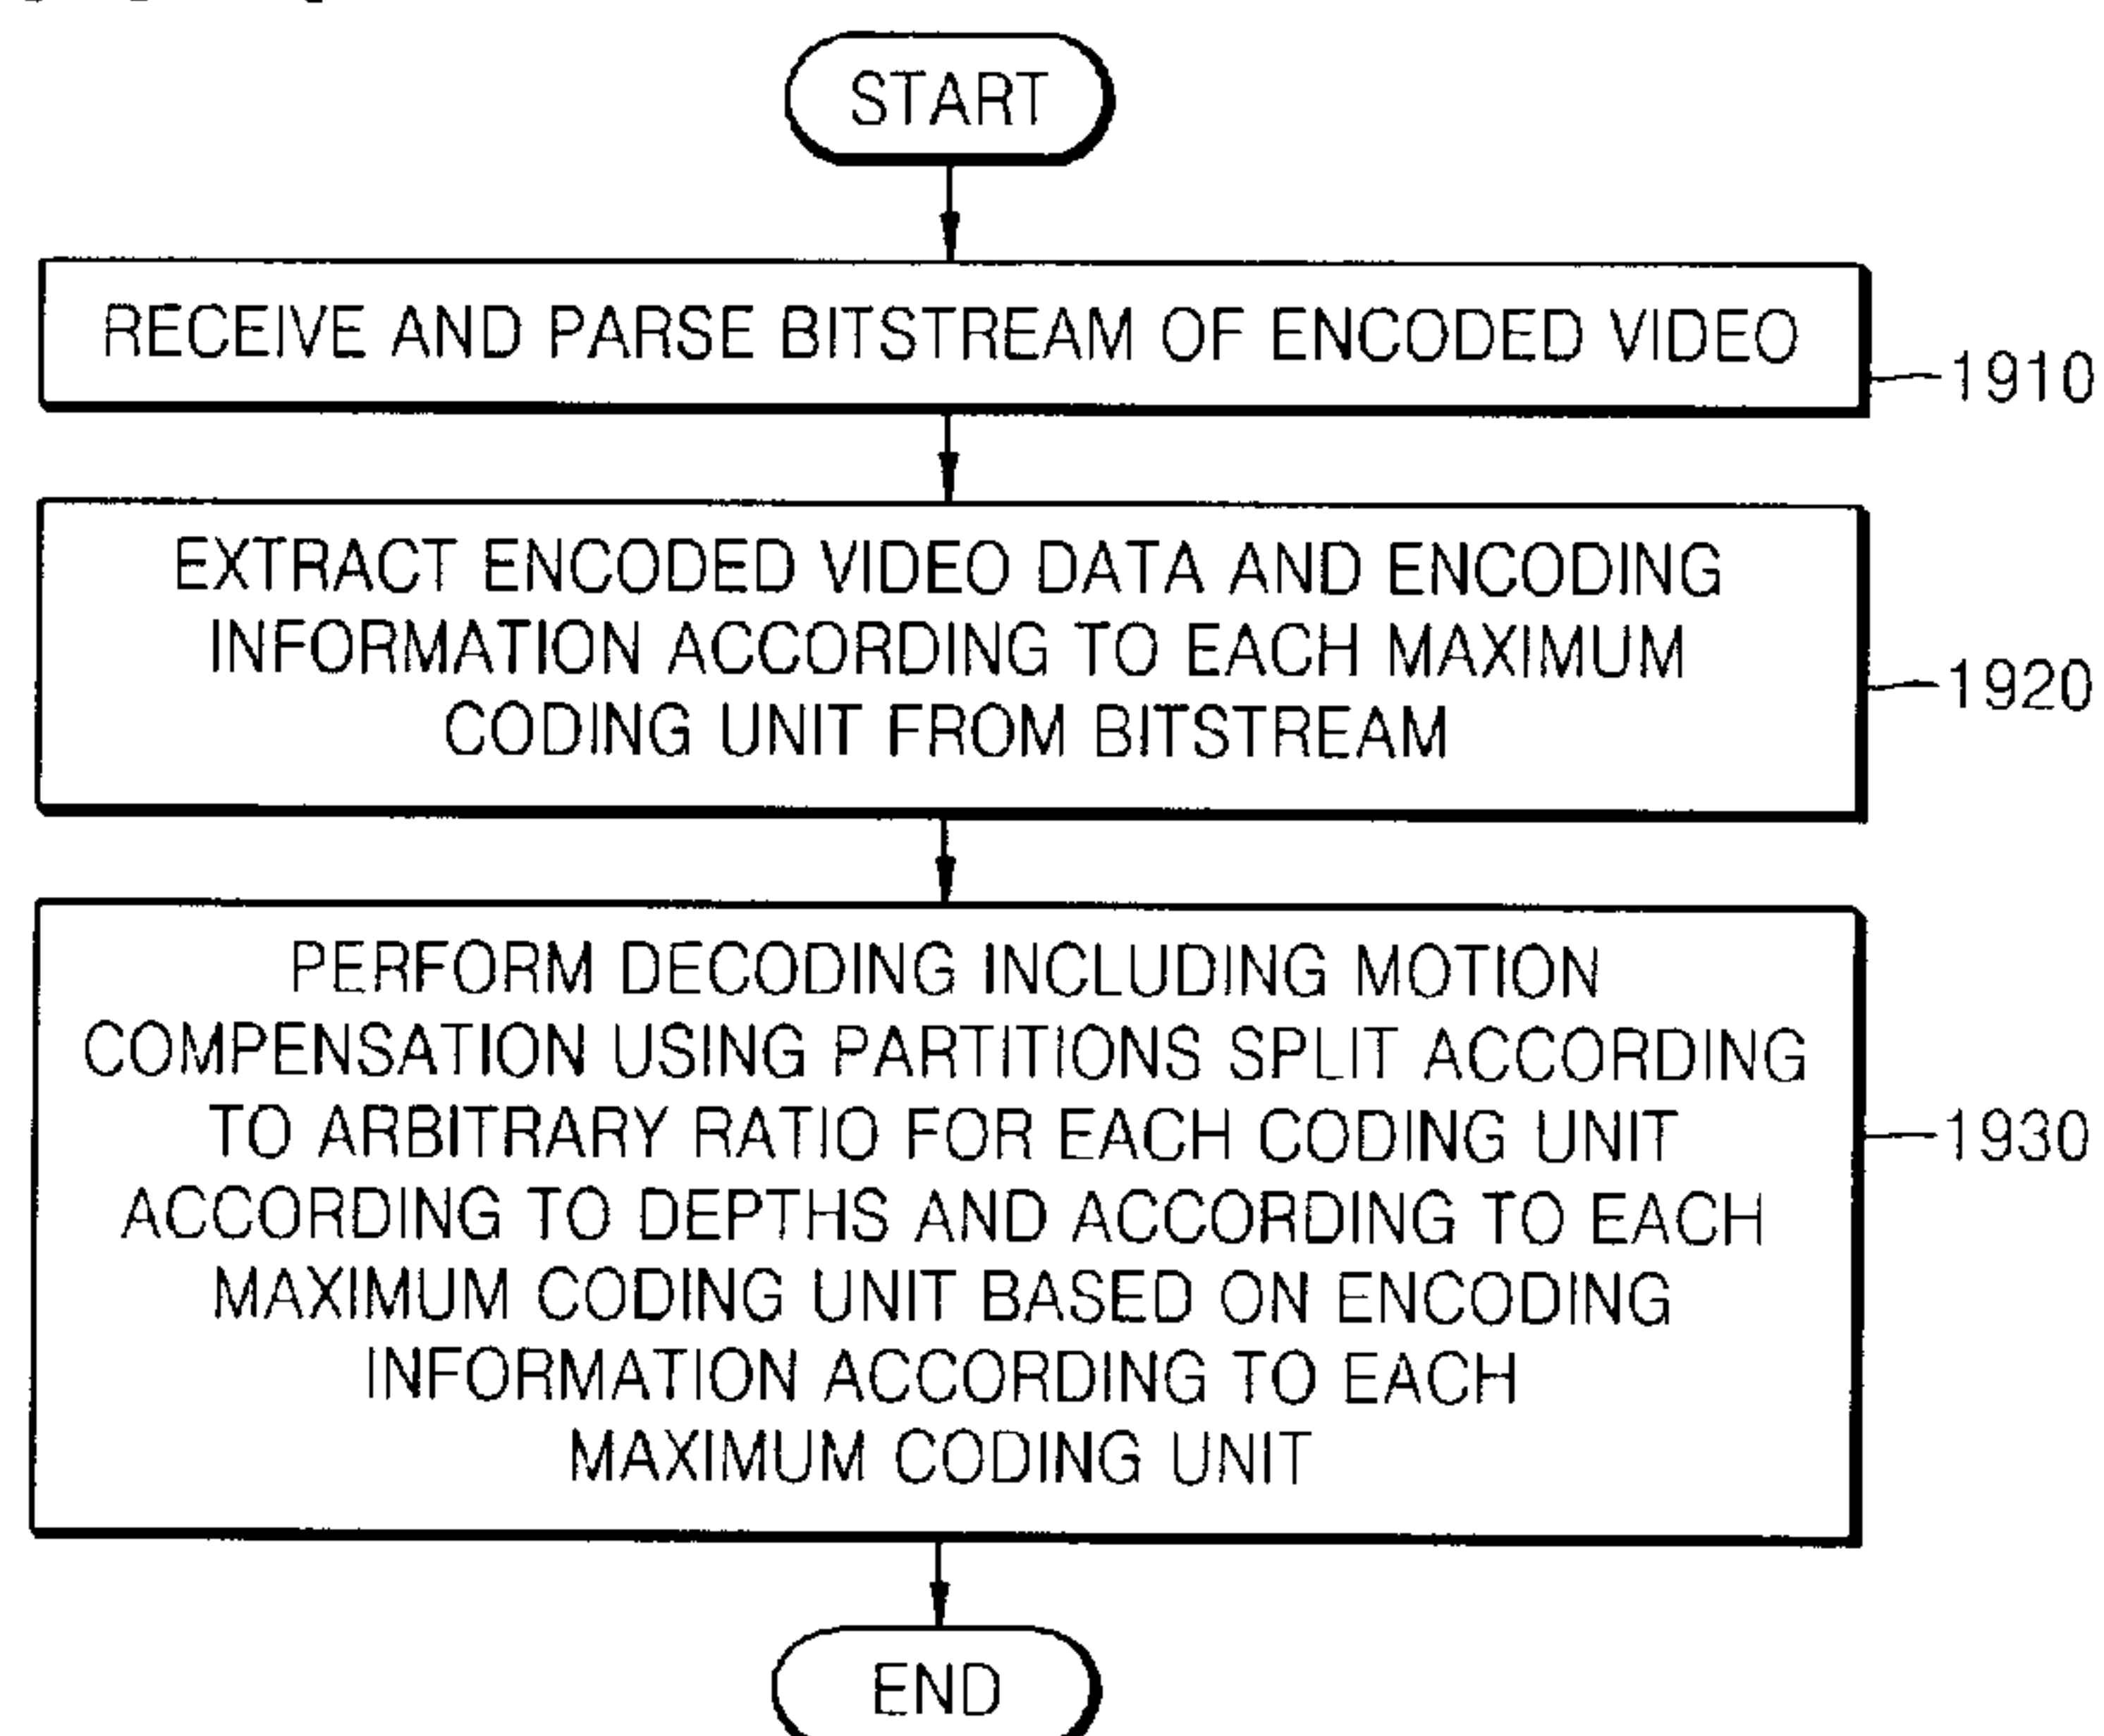 START
RECEIVE AND PARSE BITSTREAM OF ENCODED VIDEO
1910
EXTRACT ENCODED VIDEO DATA AND ENCODING
INFORMATION ACCORDING TO EACH MAXIMUM
CODING UNIT FROM BITSTREAM
1920
PERFORM DECODING INCLUDING MOTION
COMPENSATION USING PARTITIONS SPLIT ACCORDING
TO ARBITRARY RATIO FOR EACH CODING UNIT
ACCORDING TO DEPTHS AND ACCORDING TO EACH
MAXIMUM CODING UNIT BASED ON ENCODING
INFORMATION ACCORDING TO EACH
MAXIMUM CODING UNIT
1930
END